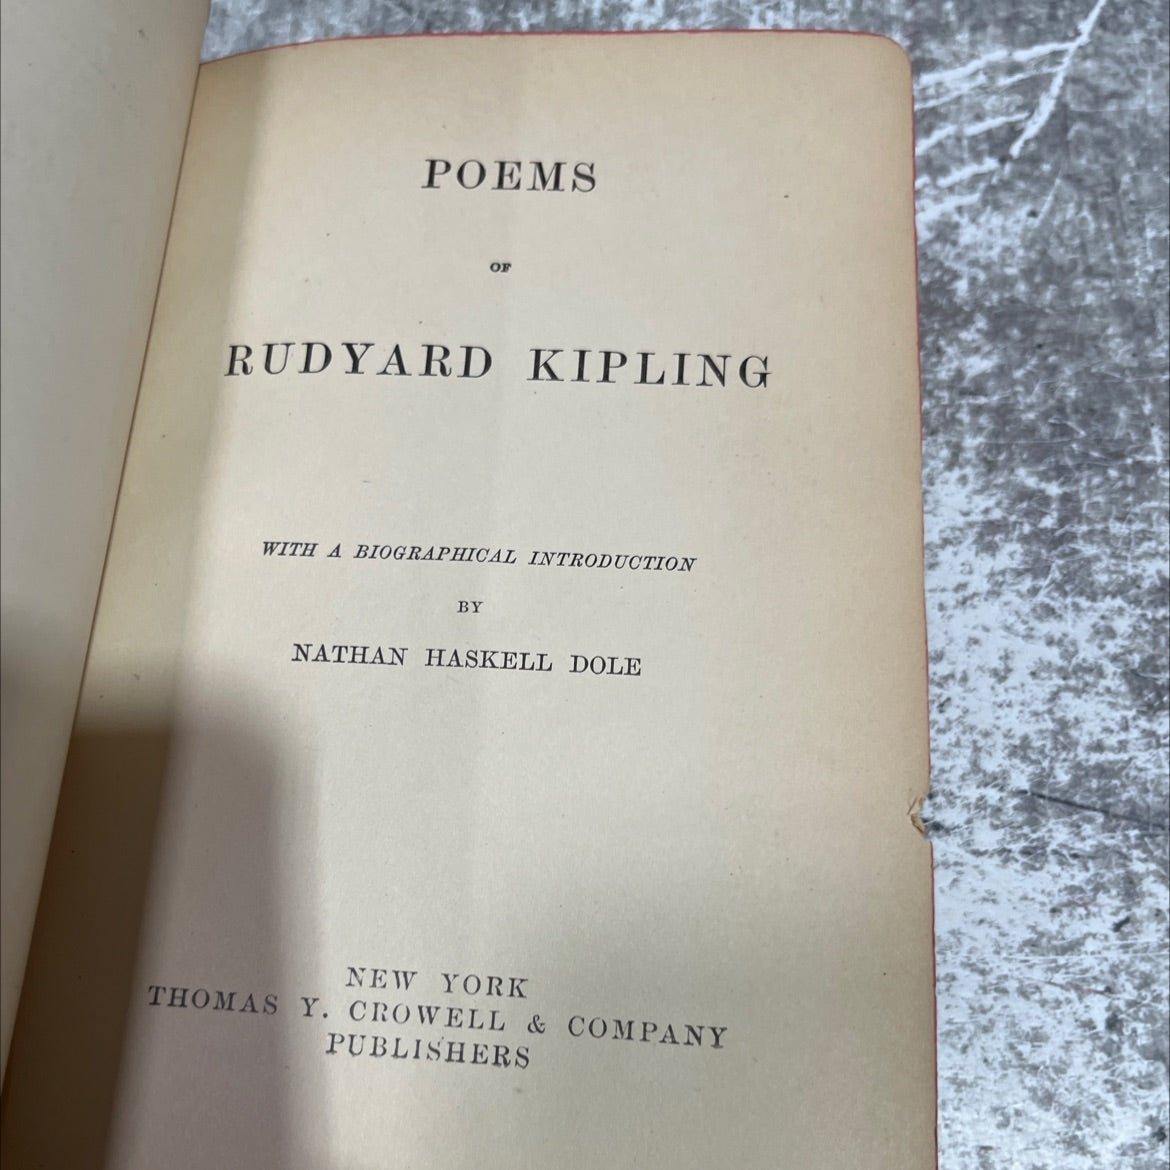 POEMS
OF
RUDYARD KIPLING
WITH A BIOGRAPHICAL INTRODUCTION
BY
NATHAN HASKELL DOLE
NEW YORK
THOMAS Y. CROWELL & COMPANY
PUBLISHERS